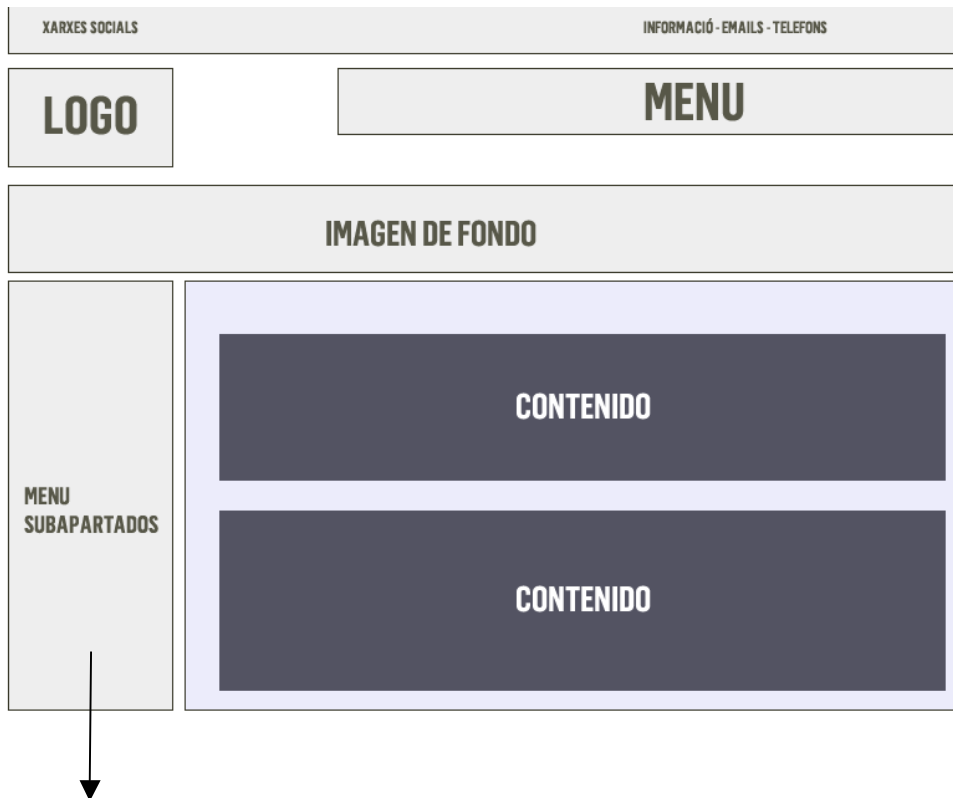 XARXES SOCIALS
INFORMACIÓ - EMAILS - TELEFONS
LOGO
MENU
IMAGEN DE FONDO
MENU
SUBAPARTADOS
CONTENIDO
CONTENIDO